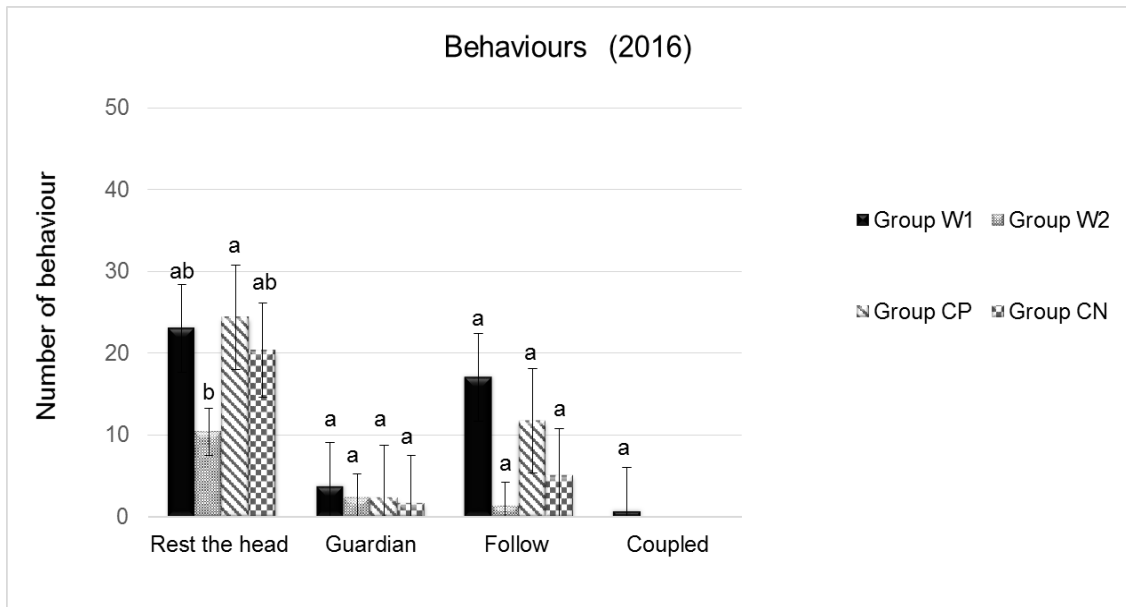 Behaviours (2016)
Number of behaviour
50
40
30
20
10
0
ab
b
a
ab
a
a
a
a
a
a
a
a
a
Rest the head
Guardian
Follow
Coupled
Group W1
Group W2
Group CP
Group CN